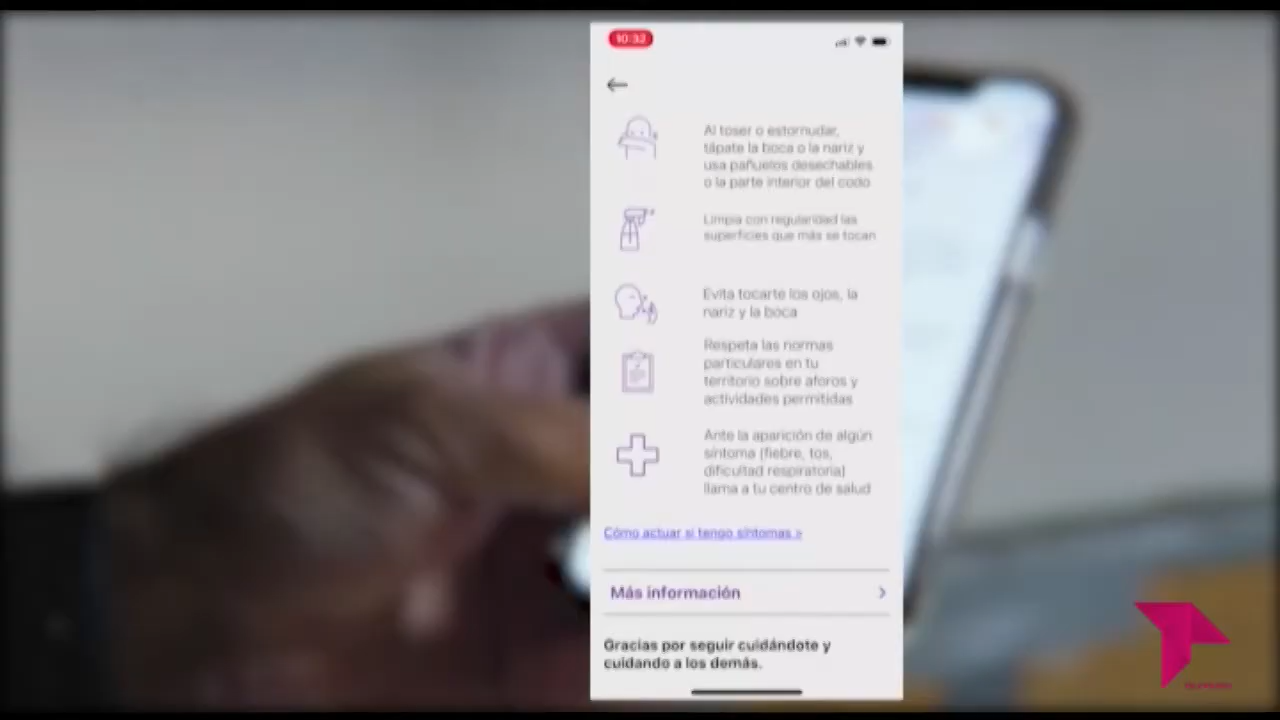 10:32
Al toser o estornudar,
tápate la boca o la nariz y
usa pañuelos desechables
o la parte interior del codo
Limpia con regularidad las
superficies que más se tocan
Evita tocarte los ojos, la
nariz y la boca
Respeta las normas
particulares en tu
territorio sobre aforos y
actividades permitidas
Ante la aparición de algún
síntoma (fiebre, tos,
dificultad respiratoria)
llama a tu centro de salud
Cómo actuar si tengo síntomas >
Más información
Gracias por seguir cuidándote y
cuidando a los demás.